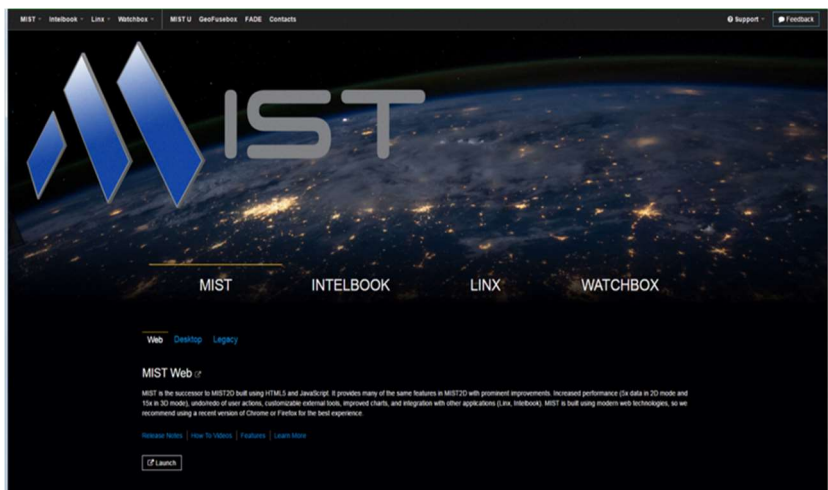 MIST Intelbook Linx Watchbox MIST U GeoFusebox FADE Contacts Support Feedback
MIST
MIST INTELBOOK LINX WATCHBOX
Web Desktop Legacy
MIST Web
MIST is the successor to MIST2D built using HTML5 and JavaScript. It provides many of the same features in MIST2D with prominent improvements. Increased performance (5x data in 2D mode and
15x in 3D mode), undo/redo of user actions, customizable external tools, improved charts, and integration with other applications (Linx, Intelbook). MIST is built using modern web technologies, so we
recommend using a recent version of Chrome or Firefox for the best experience.
Release Notes | How-To Videos | Features | Learn More
Launch